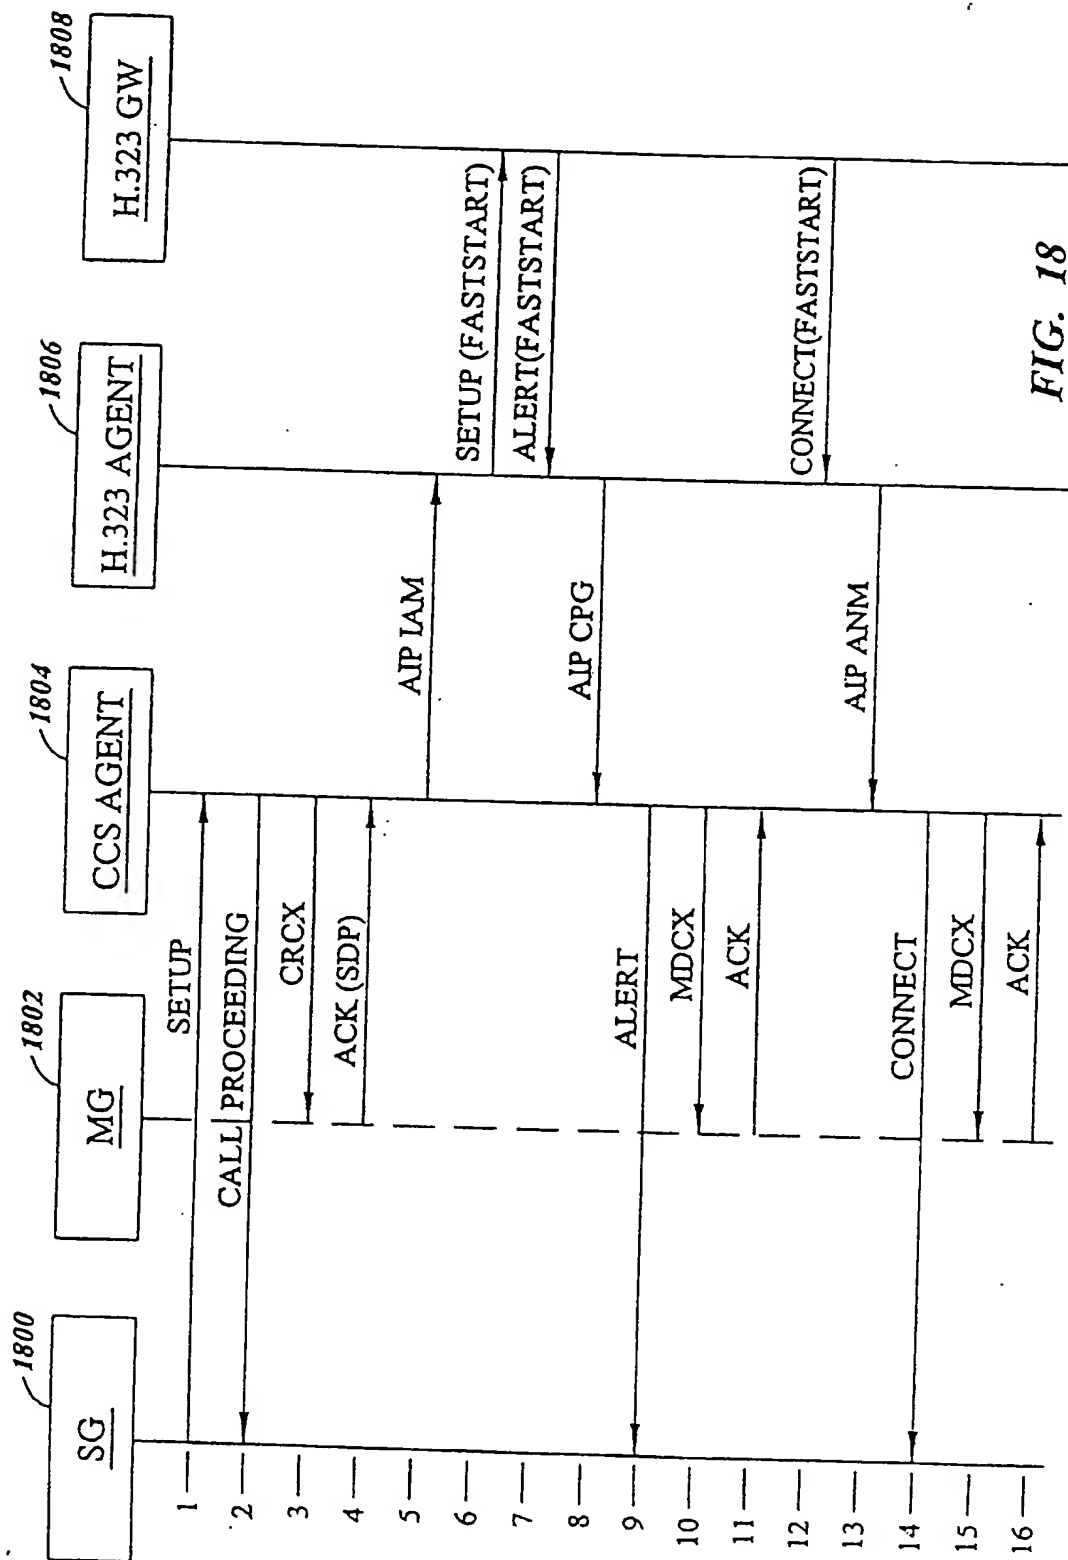 1800
SG
1802
MG
1804
CCS AGENT
1806
H.323 AGENT
1808
H.323 GW
1
SETUP
2
CALL PROCEEDING
3
CRCX
4
ACK (SDP)
5
AIP IAM
6
SETUP (FASTSTART)
7
ALERT(FASTSTART)
8
AIP CPG
9
ALERT
10
MDCX
11
ACK
12
CONNECT(FASTSTART)
13
AIP ANM
14
CONNECT
15
MDCX
16
ACK
FIG. 18